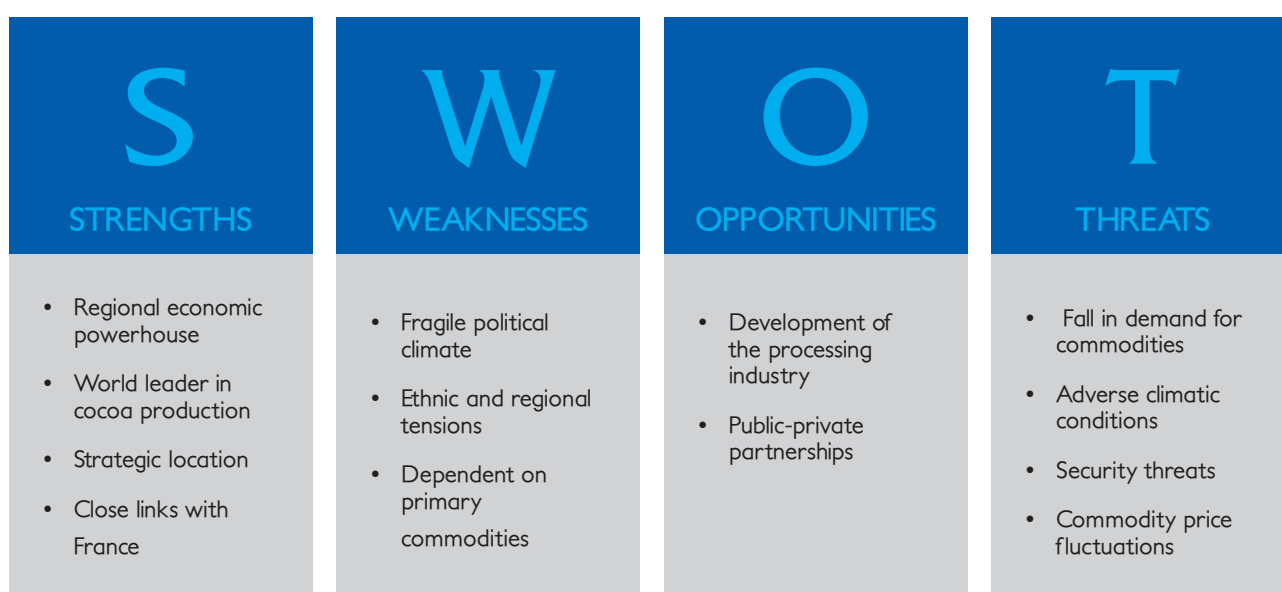 S
STRENGTHS
• Regional economic
powerhouse
• World leader in
cocoa production
• Strategic location
• Close links with
France
W
WEAKNESSES
• Fragile political
climate
• Ethnic and regional
tensions
• Dependent on
primary
commodities
O
OPPORTUNITIES
• Development of
the processing
industry
• Public-private
partnerships
T
THREATS
• Fall in demand for
commodities
• Adverse climatic
conditions
• Security threats
• Commodity price
fluctuations